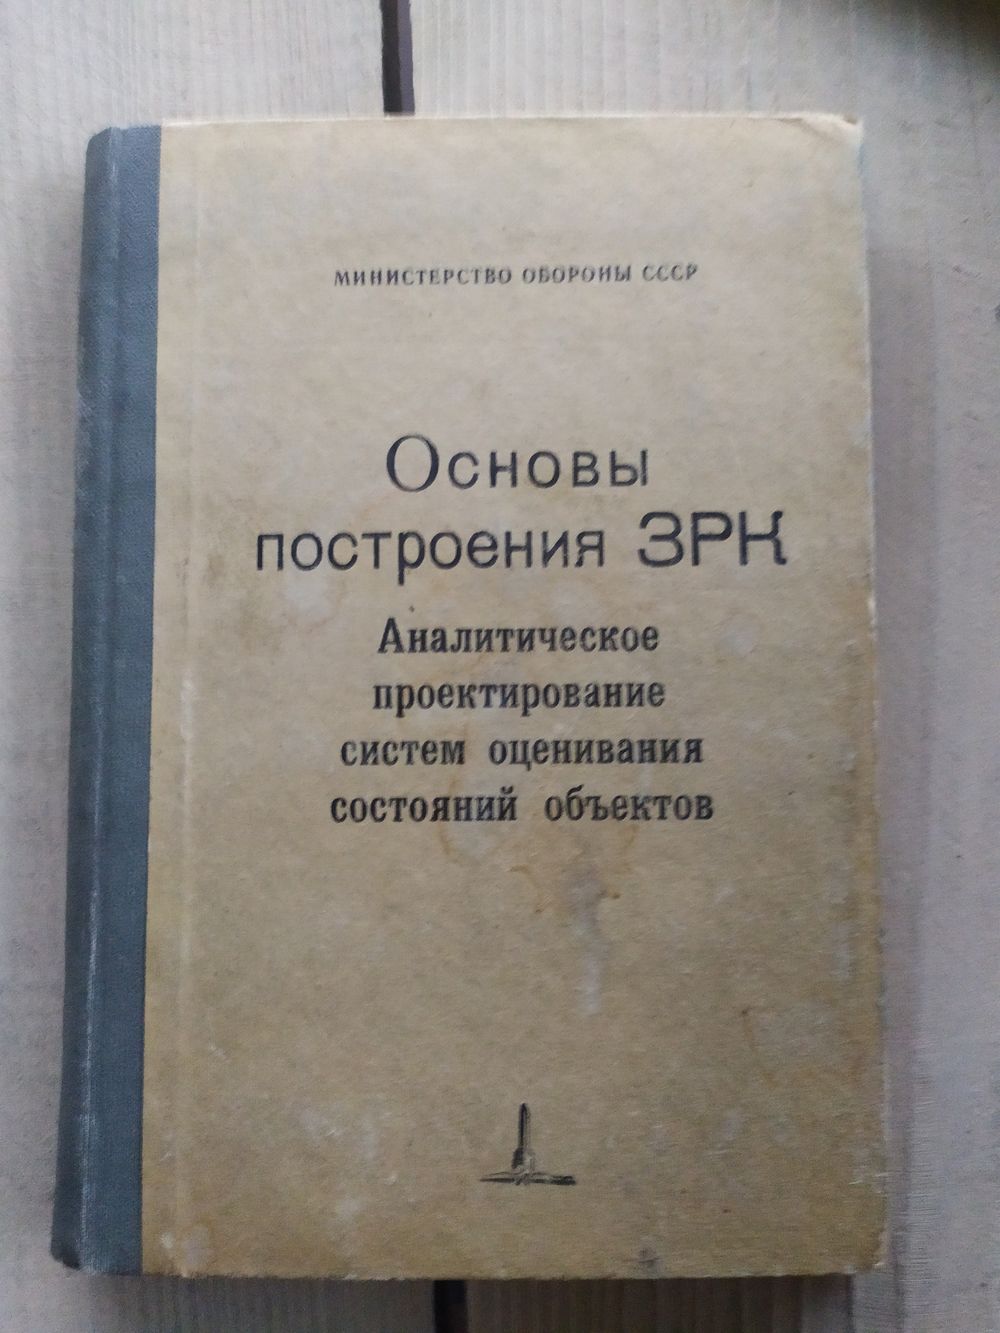 МИНИСТЕРСТВО ОБОРОНЫ СССР
Основы
построения ЗРК
Аналитическое
проектирование
систем оценивания
состояний объектов